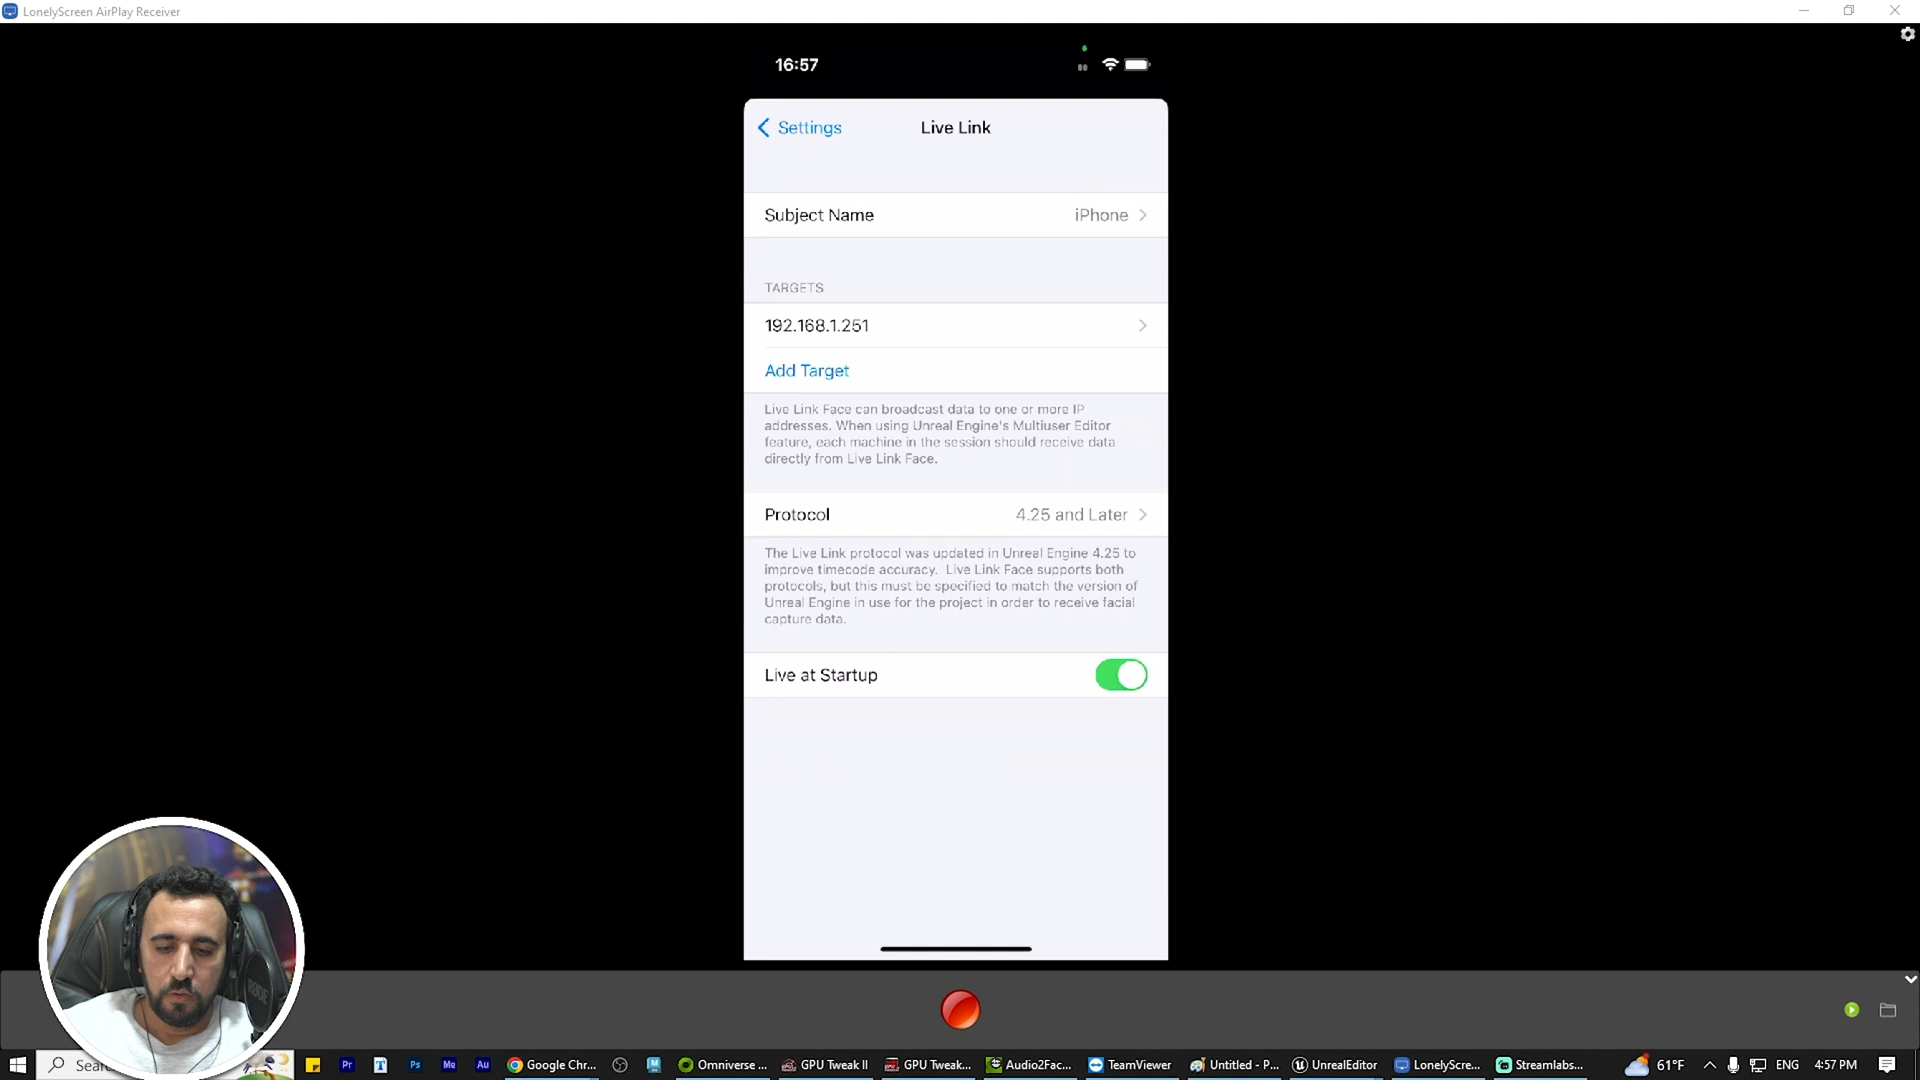 LonelyScreen AirPlay Receiver
16:57
Settings
Live Link
Subject Name
iPhone
TARGETS
192.168.1.251
Add Target
Live Link Face can broadcast data to one or more IP
addresses. When using Unreal Engine's Multiuser Editor
feature, each machine in the session should receive data
directly from Live Link Face.
Protocol
4.25 and Later
The Live Link protocol was updated in Unreal Engine 4.25 to
improve timecode accuracy. Live Link Face supports both
protocols, but this must be specified to match the version of
Unreal Engine in use for the project in order to receive facial
capture data.
Live at Startup
RØDE
Sear
Pr
T
Ps
Me
Au
Google Chr...
M
Omniverse ...
GPU Tweak II
GPU Tweak...
Audio2Fac...
TeamViewer
Untitled - P...
UnrealEditor
LonelyScre...
Streamlabs...
61°F
ENG
4:57 PM